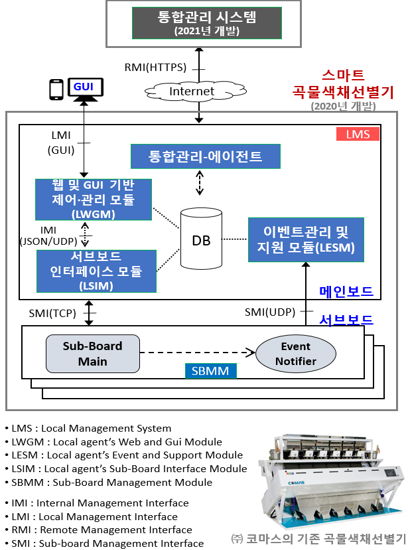 통합관리 시스템
(2021년 개발)
RMI(HTTPS)
스마트
곡물색채선별기
(2020년 개발)
GUI
Internet
LMS
LMI
(GUI)
통합관리-에이전트
웹 및 GUI 기반
제어·관리 모듈
(LWGM)
IMI
(JSON/UDP)
DB
이벤트관리 및
지원 모듈(LESM)
서브보드
인터페이스 모듈
(LSIM)
메인보드
SMI(TCP)
SMI(UDP)
서브보드
Sub-Board
Main
Event
Notifier
SBMM
• LMS : Local Management System
• LWGM : Local agent's Web and Gui Module
• LESM : Local agent's Event and Support Module
• LSIM : Local agent's Sub-Board Interface Module
• SBMM : Sub-Board Management Module
• IMI : Internal Management Interface
• LMI : Local Management Interface
• RMI : Remote Management Interface
• SMI : Sub-board Management Interface
COMAS
㈜ 코마스의 기존 곡물색채선별기